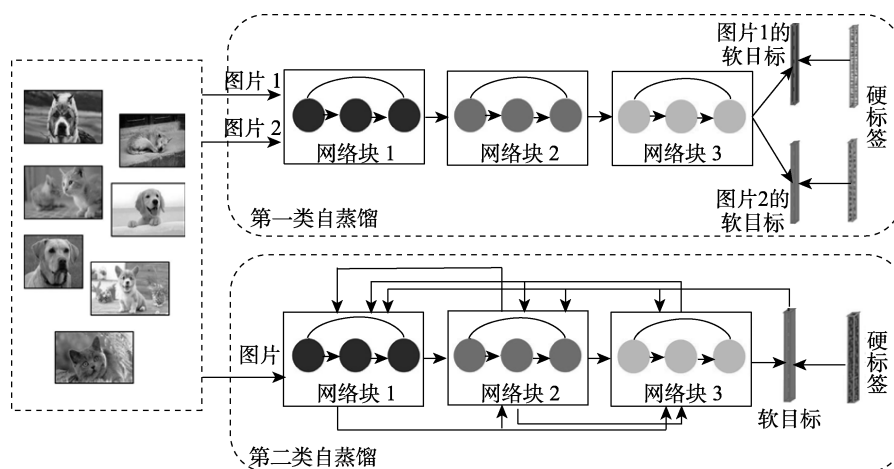 图片1的
软目标
图片 1
图片 2
网络块 1
网络块 2
网络块 3
硬标签
图片2的
软目标
第一类自蒸馏
图片
网络块 1
网络块 2
网络块 3
硬标签
软目标
第二类自蒸馏